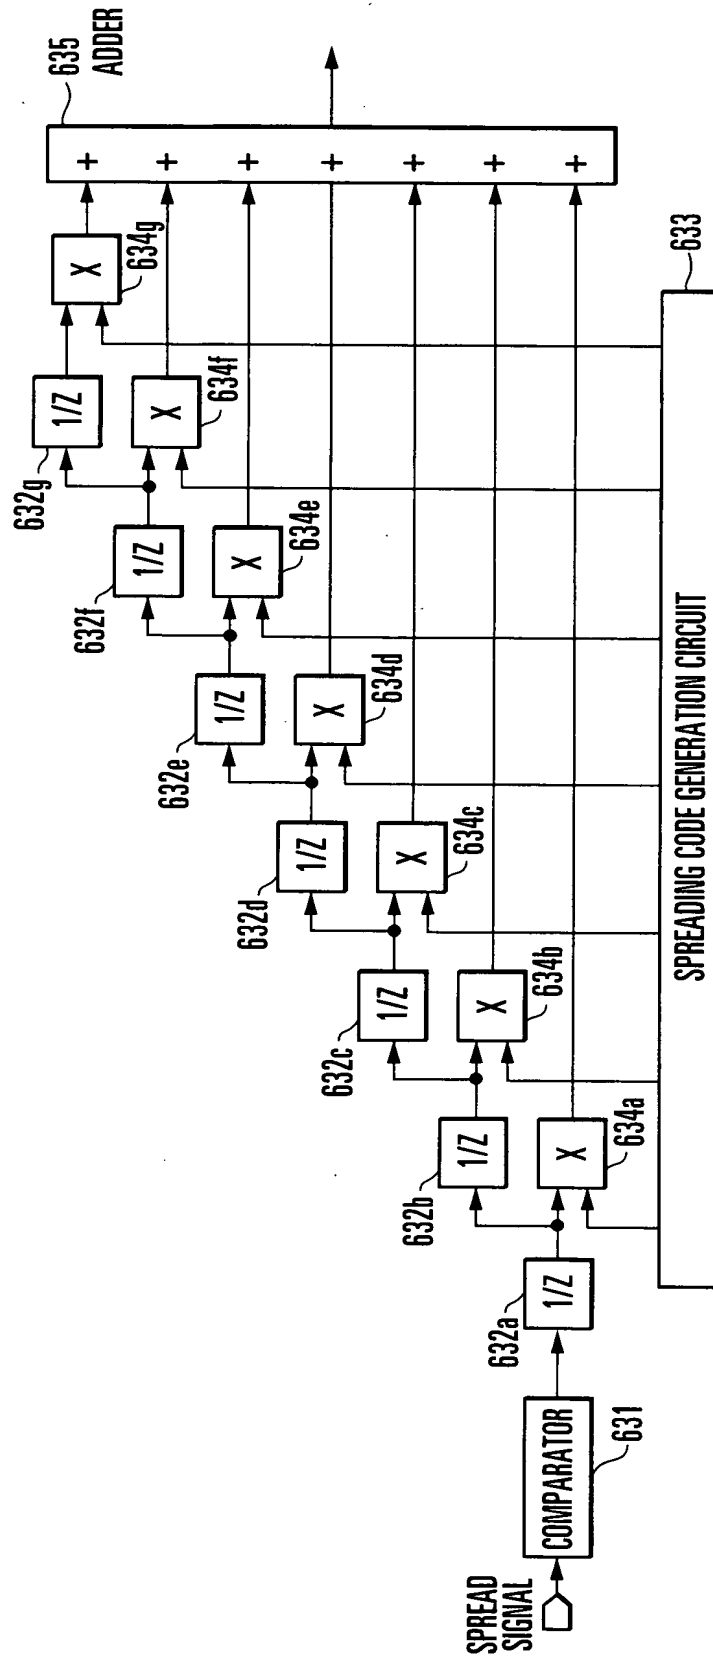 SPREAD
SIGNAL
COMPARATOR
631
632a
1/Z
634a
X
632b
1/Z
634b
X
632c
1/Z
634c
X
632d
1/Z
634d
X
632e
1/Z
634e
X
632f
1/Z
634f
X
632g
1/Z
634g
X
635
ADDER
+
+
+
+
+
+
+
633
SPREADING CODE GENERATION CIRCUIT